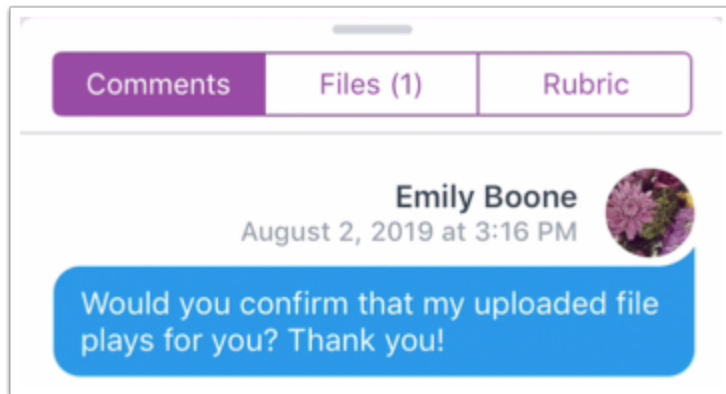 Comments Files (1) Rubric
Emily Boone
August 2, 2019 at 3:16 PM
Would you confirm that my uploaded file
plays for you? Thank you!